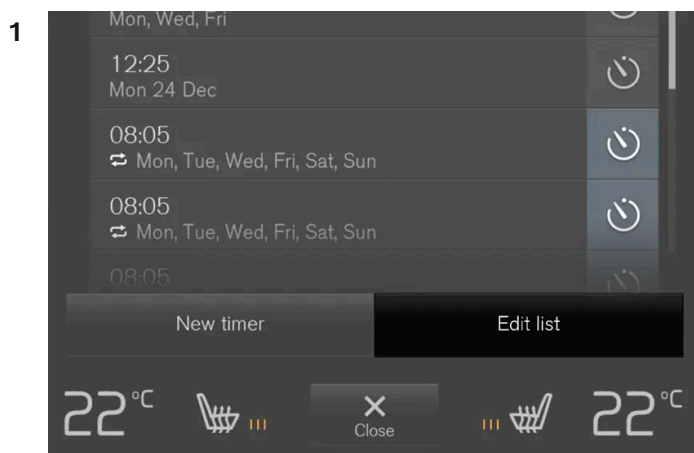 1
Mon, Wed, Fri
12:25
Mon 24 Dec
08:05
Mon, Tue, Wed, Fri, Sat, Sun
08:05
Mon, Tue, Wed, Fri, Sat, Sun
08:05
New timer Edit list
22°C Close 22°C